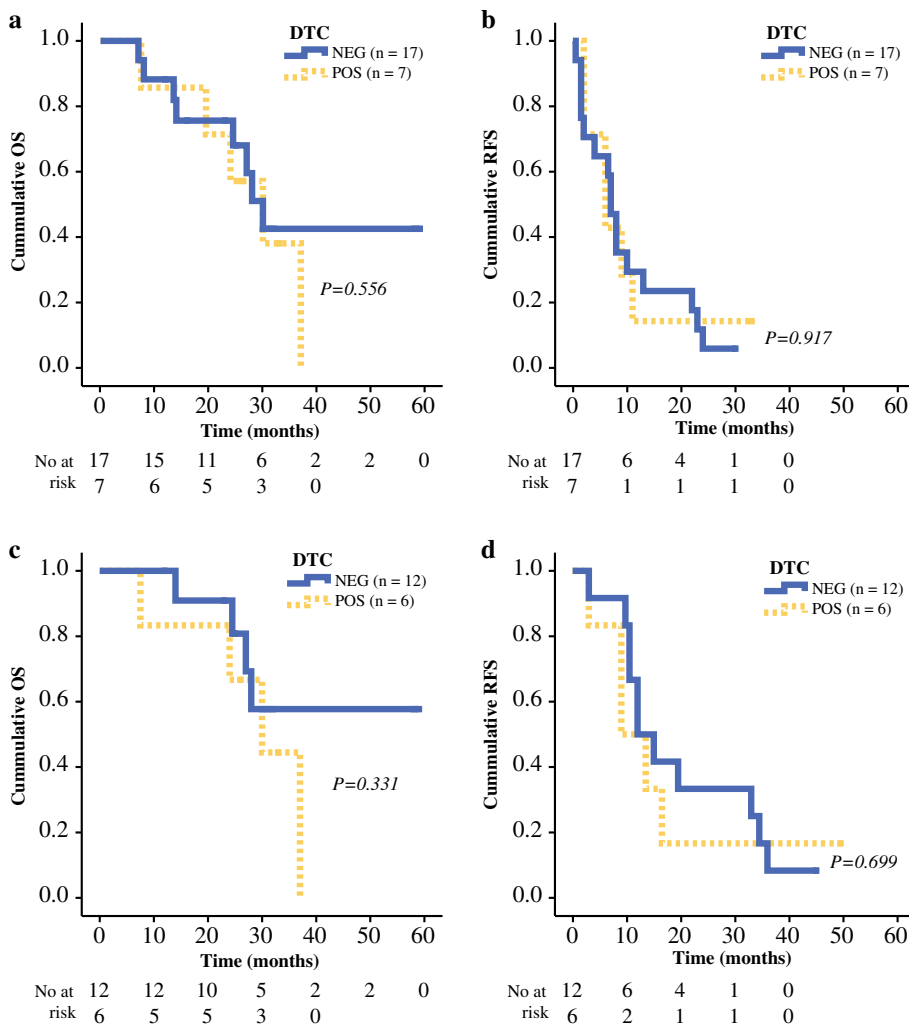 a
DTC
NEG (n = 17)
POS (n = 7)
Cummulative OS
1.0
0.8
0.6
0.4
0.2
0.0
P=0.556
0 10 20 30 40 50 60
Time (months)
No at risk
17 15 11 6 2 2 0
7 6 5 3 0
b
DTC
NEG (n = 17)
POS (n = 7)
Cummulative RFS
1.0
0.8
0.6
0.4
0.2
0.0
P=0.917
0 10 20 30 40 50 60
Time (months)
No at risk
17 6 4 1 0
7 1 1 1 0
c
DTC
NEG (n = 12)
POS (n = 6)
Cummulative OS
1.0
0.8
0.6
0.4
0.2
0.0
P=0.331
0 10 20 30 40 50 60
Time (months)
No at risk
12 12 10 5 2 2 0
6 5 5 3 0
d
DTC
NEG (n = 12)
POS (n = 6)
Cummulative RFS
1.0
0.8
0.6
0.4
0.2
0.0
P=0.699
0 10 20 30 40 50 60
Time (months)
No at risk
12 6 4 1 0
6 2 1 1 0